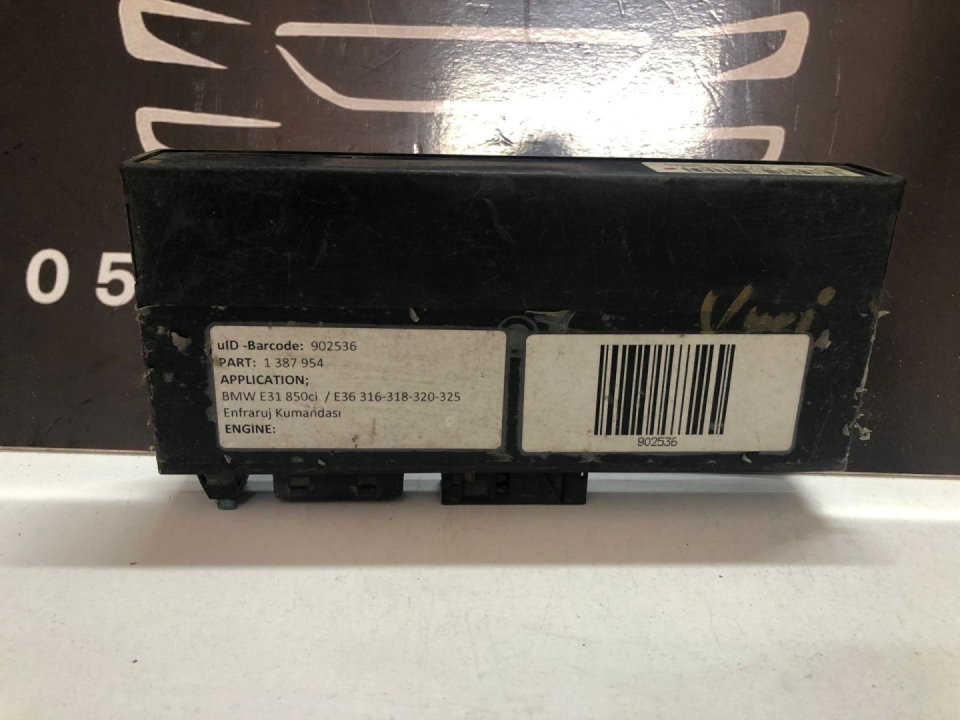 05
uID -Barcode: 902536
PART: 1 387 954
APPLICATION;
BMW E31 850ci / E36 316-318-320-325
Enfraruj Kumandası
ENGINE:
902536